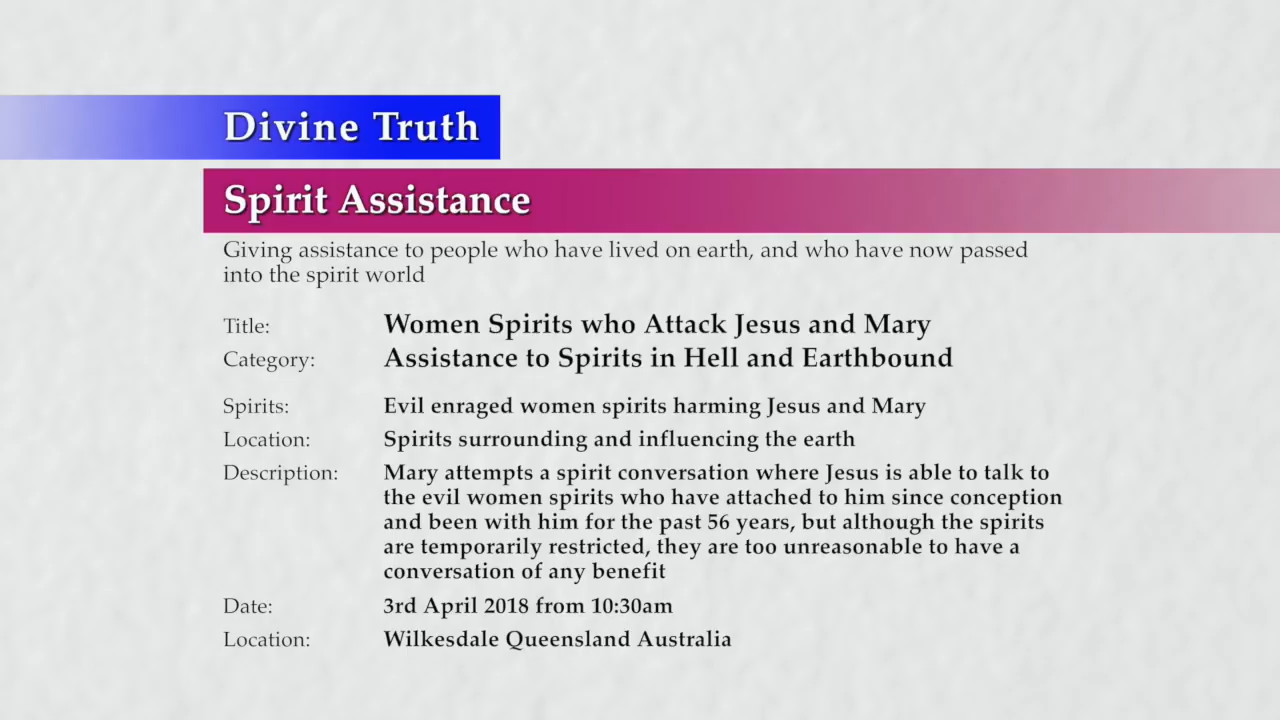 Divine Truth
Spirit Assistance
Giving assistance to people who have lived on earth, and who have now passed
into the spirit world
Title: Women Spirits who Attack Jesus and Mary
Category: Assistance to Spirits in Hell and Earthbound
Spirits: Evil enraged women spirits harming Jesus and Mary
Location: Spirits surrounding and influencing the earth
Description: Mary attempts a spirit conversation where Jesus is able to talk to
the evil women spirits who have attached to him since conception
and been with him for the past 56 years, but although the spirits
are temporarily restricted, they are too unreasonable to have a
conversation of any benefit
Date: 3rd April 2018 from 10:30am
Location: Wilkesdale Queensland Australia